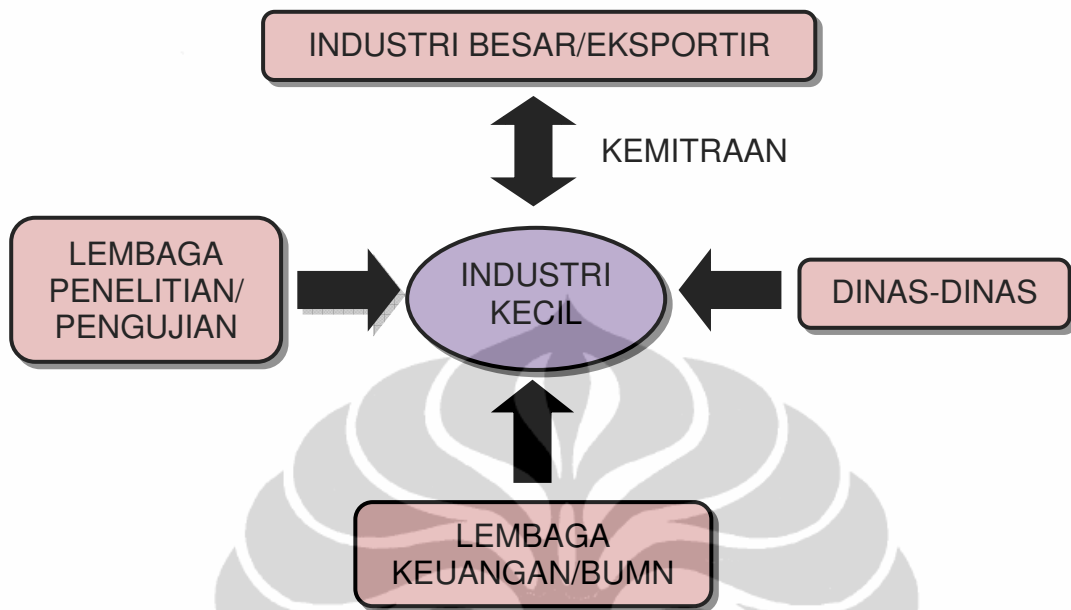 INDUSTRI BESAR/EKSPORTIR
KEMITRAAN
LEMBAGA
PENELITIAN/
PENGUJIAN
INDUSTRI
KECIL
DINAS-DINAS
LEMBAGA
KEUANGAN/BUMN